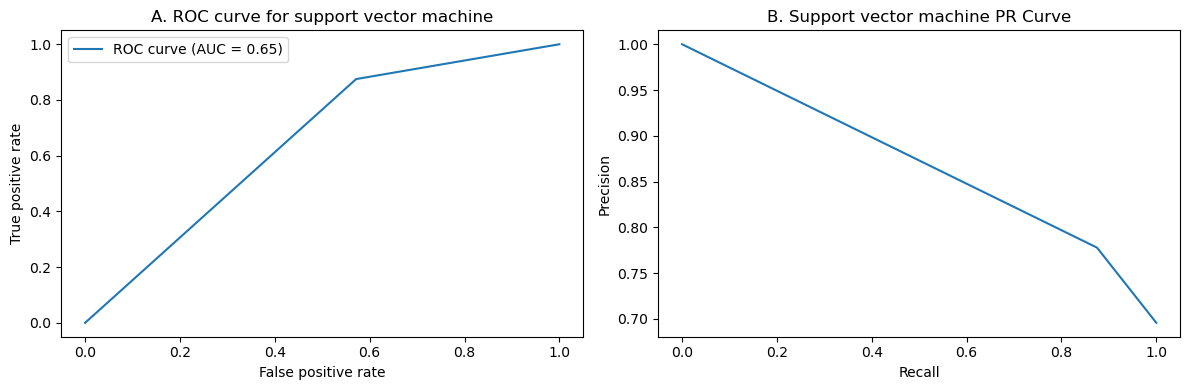 A. ROC curve for support vector machine
ROC curve (AUC = 0.65)
1.0
0.8
0.6
0.4
0.2
0.0
True positive rate
0.0 0.2 0.4 0.6 0.8 1.0
False positive rate
B. Support vector machine PR Curve
1.00
0.95
0.90
0.85
0.80
0.75
0.70
Precision
0.0 0.2 0.4 0.6 0.8 1.0
Recall